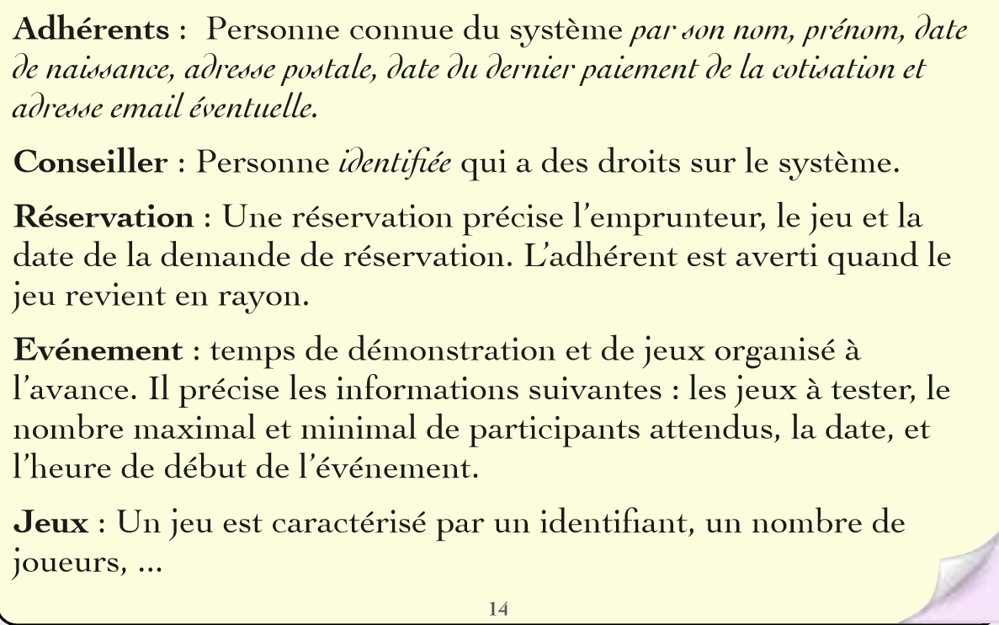 Adhérents : Personne connue du système par son nom, prénom, date
de naissance, adresse postale, date du dernier paiement de la cotisation et
adresse email éventuelle.
Conseiller : Personne identifiée qui a des droits sur le système.
Réservation : Une réservation précise l'emprunteur, le jeu et la
date de la demande de réservation. L'adhérent est averti quand le
jeu revient en rayon.
Evénement : temps de démonstration et de jeux organisé à
l'avance. Il précise les informations suivantes : les jeux à tester, le
nombre maximal et minimal de participants attendus, la date, et
l'heure de début de l'événement.
Jeux : Un jeu est caractérisé par un identifiant, un nombre de
joueurs, ...
14